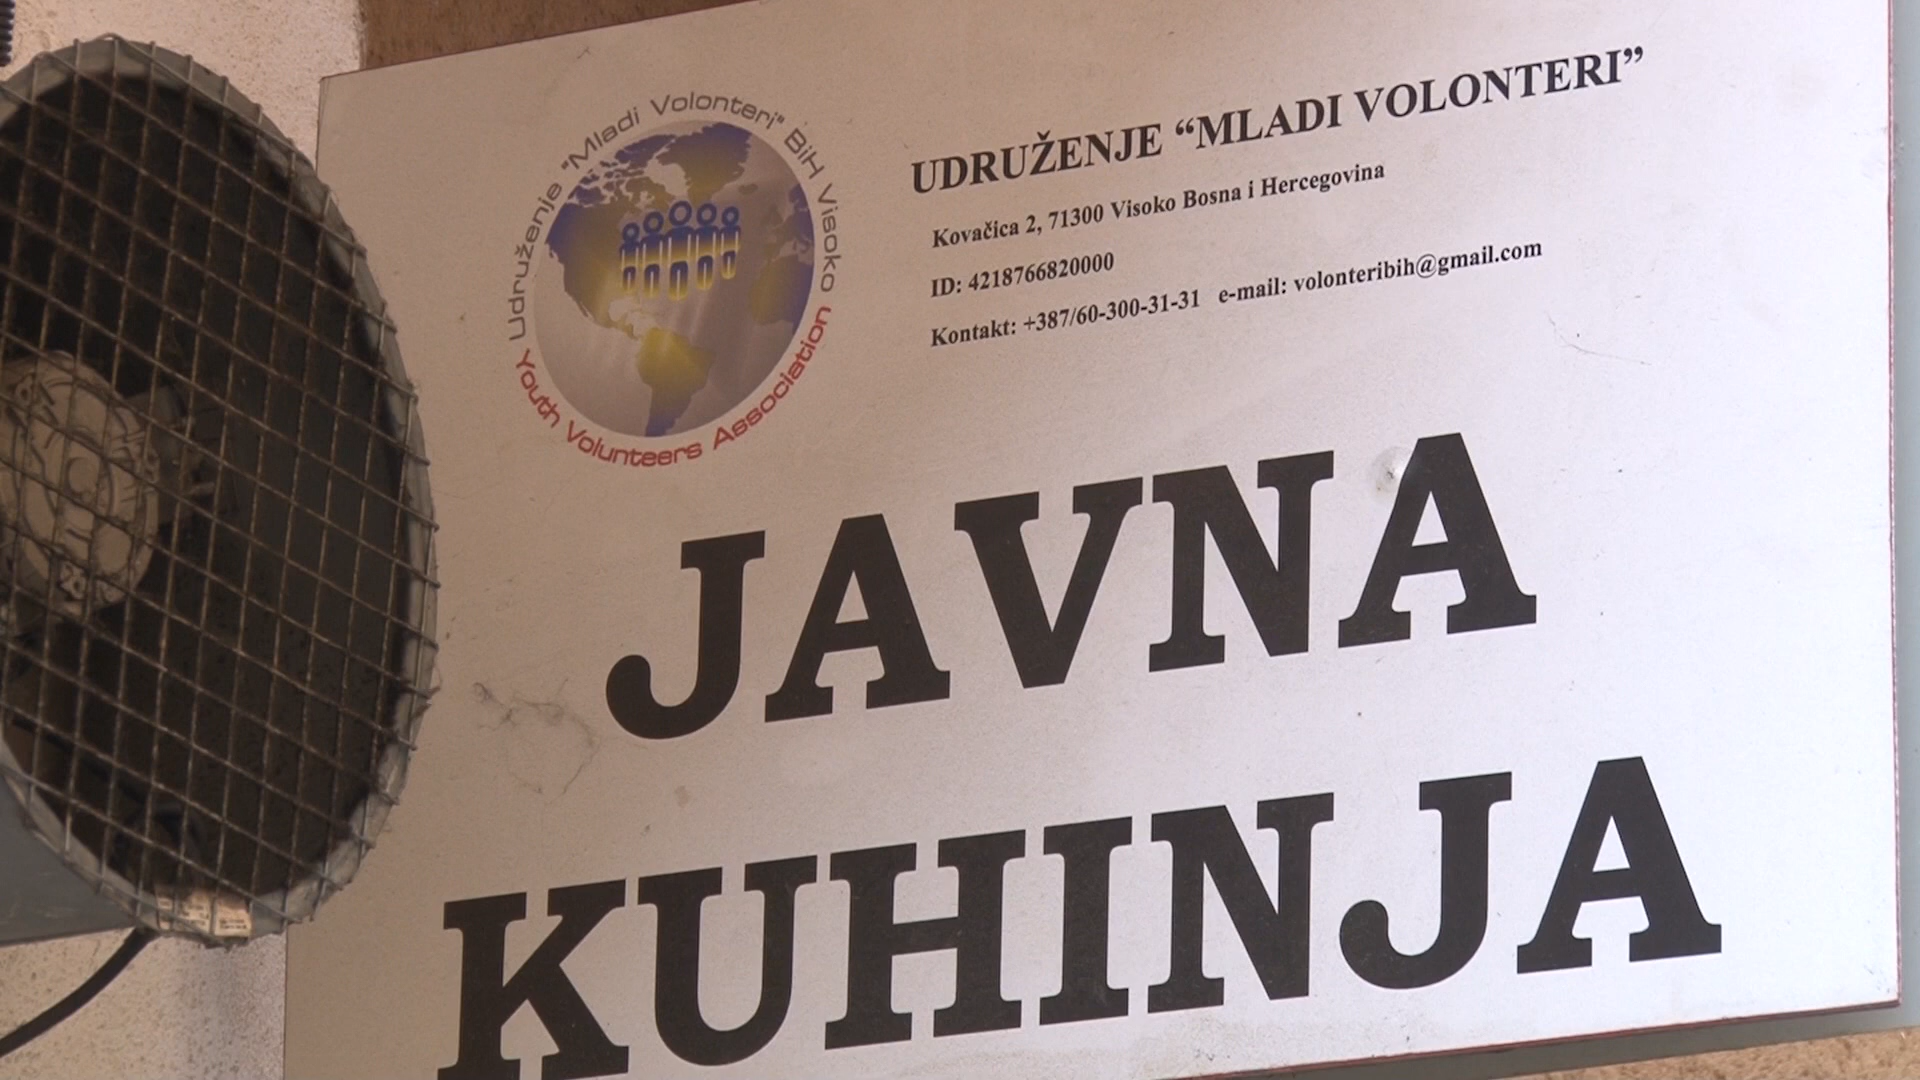 Udruženje "Mladi Volonteri" BiH Visoko
Youth Volunteers Association
UDRUŽENJE “MLADI VOLONTERI”
Kovačica 2, 71300 Visoko Bosna i Hercegovina
ID: 4218766820000
Kontakt: +387/60-300-31-31 e-mail: volonteribih@gmail.com
JAVNA
KUHINJA